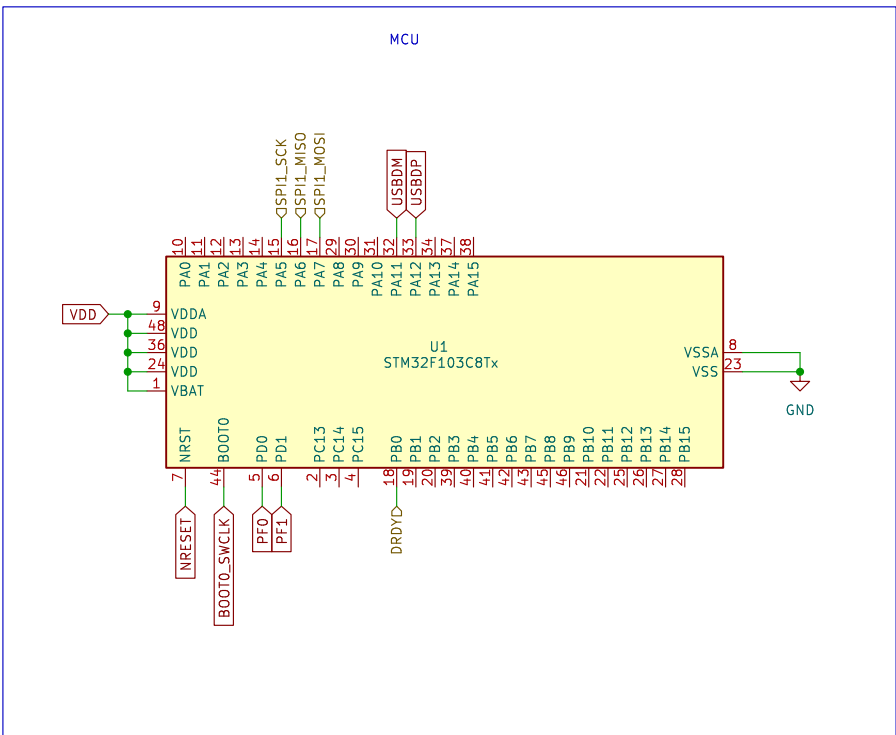 MCU
SPI1_SCK
SPI1_MISO
SPI1_MOSI
USBDM
USBDP
10 11 12 13 14 15 16 17 29 30 31 32 33 34 37 38
PA0 PA1 PA2 PA3 PA4 PA5 PA6 PA7 PA8 PA9 PA10 PA11 PA12 PA13 PA14 PA15
VDD
9 VDDA
48 VDD
36 VDD
24 VDD
1 VBAT
U1
STM32F103C8Tx
VSSA 8
VSS 23
GND
NRST BOOT0 PD0 PD1 PC13 PC14 PC15 PB0 PB1 PB2 PB3 PB4 PB5 PB6 PB7 PB8 PB9 PB10 PB11 PB12 PB13 PB14 PB15
7 44 5 6 2 3 4 18 19 20 39 40 41 42 43 45 46 21 22 25 26 27 28
NRESET
BOOT0_SWCLK
PF0
PF1
DRDY